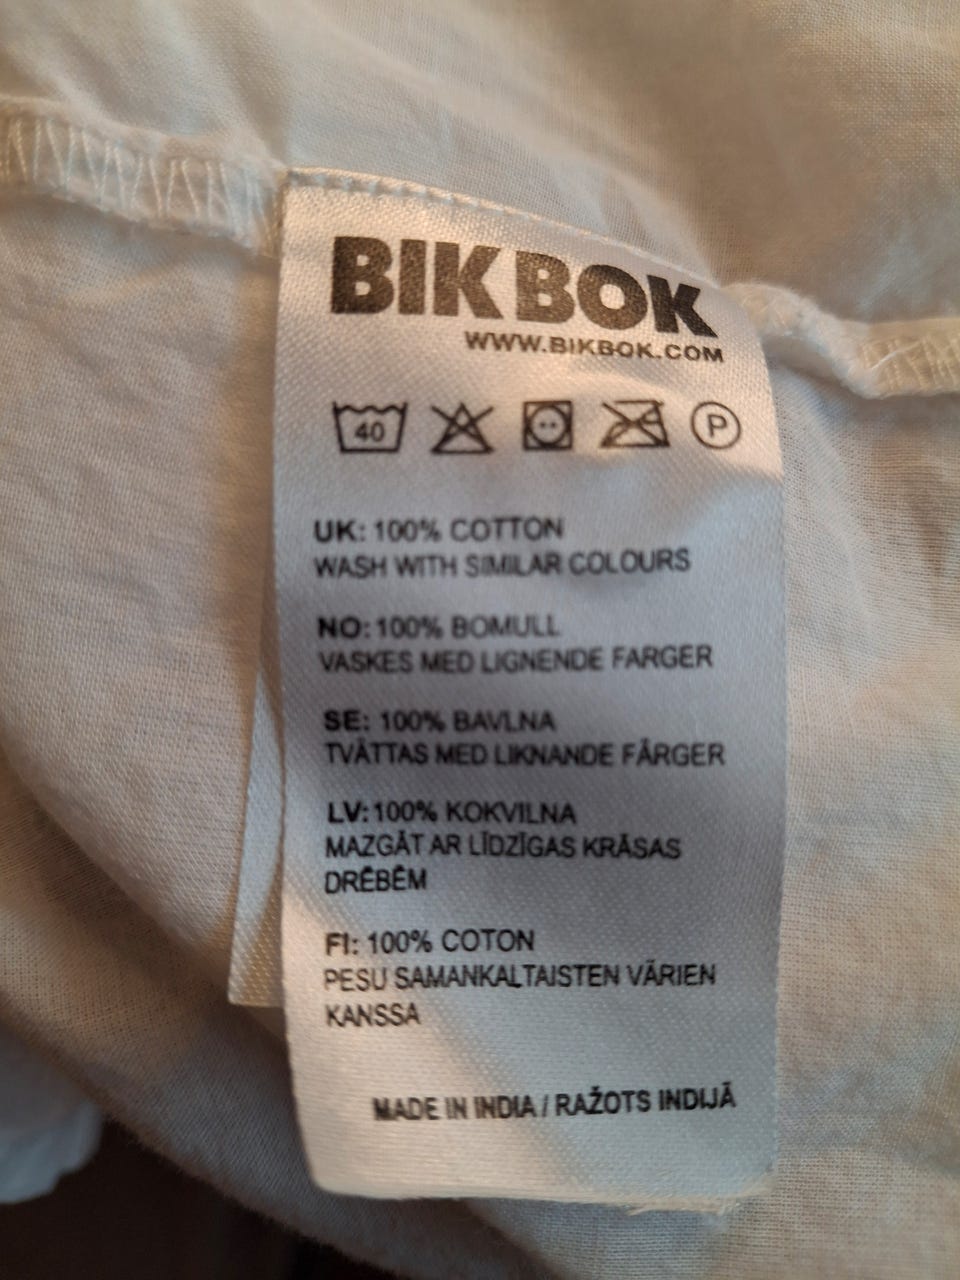 BIK BOK
WWW.BIKBOK.COM
40 P
UK: 100% COTTON
WASH WITH SIMILAR COLOURS
NO: 100% BOMULL
VASKES MED LIGNENDE FARGER
SE: 100% BAVLNA
TVÄTTAS MED LIKNANDE FÄRGER
LV: 100% KOKVILNA
MAZGĀT AR LĪDZĪGAS KRĀSAS
DRĒBĒM
FI: 100% COTON
PESU SAMANKALTAISTEN VÄRIEN
KANSSA
MADE IN INDIA / RAŽOTS INDIJĀ